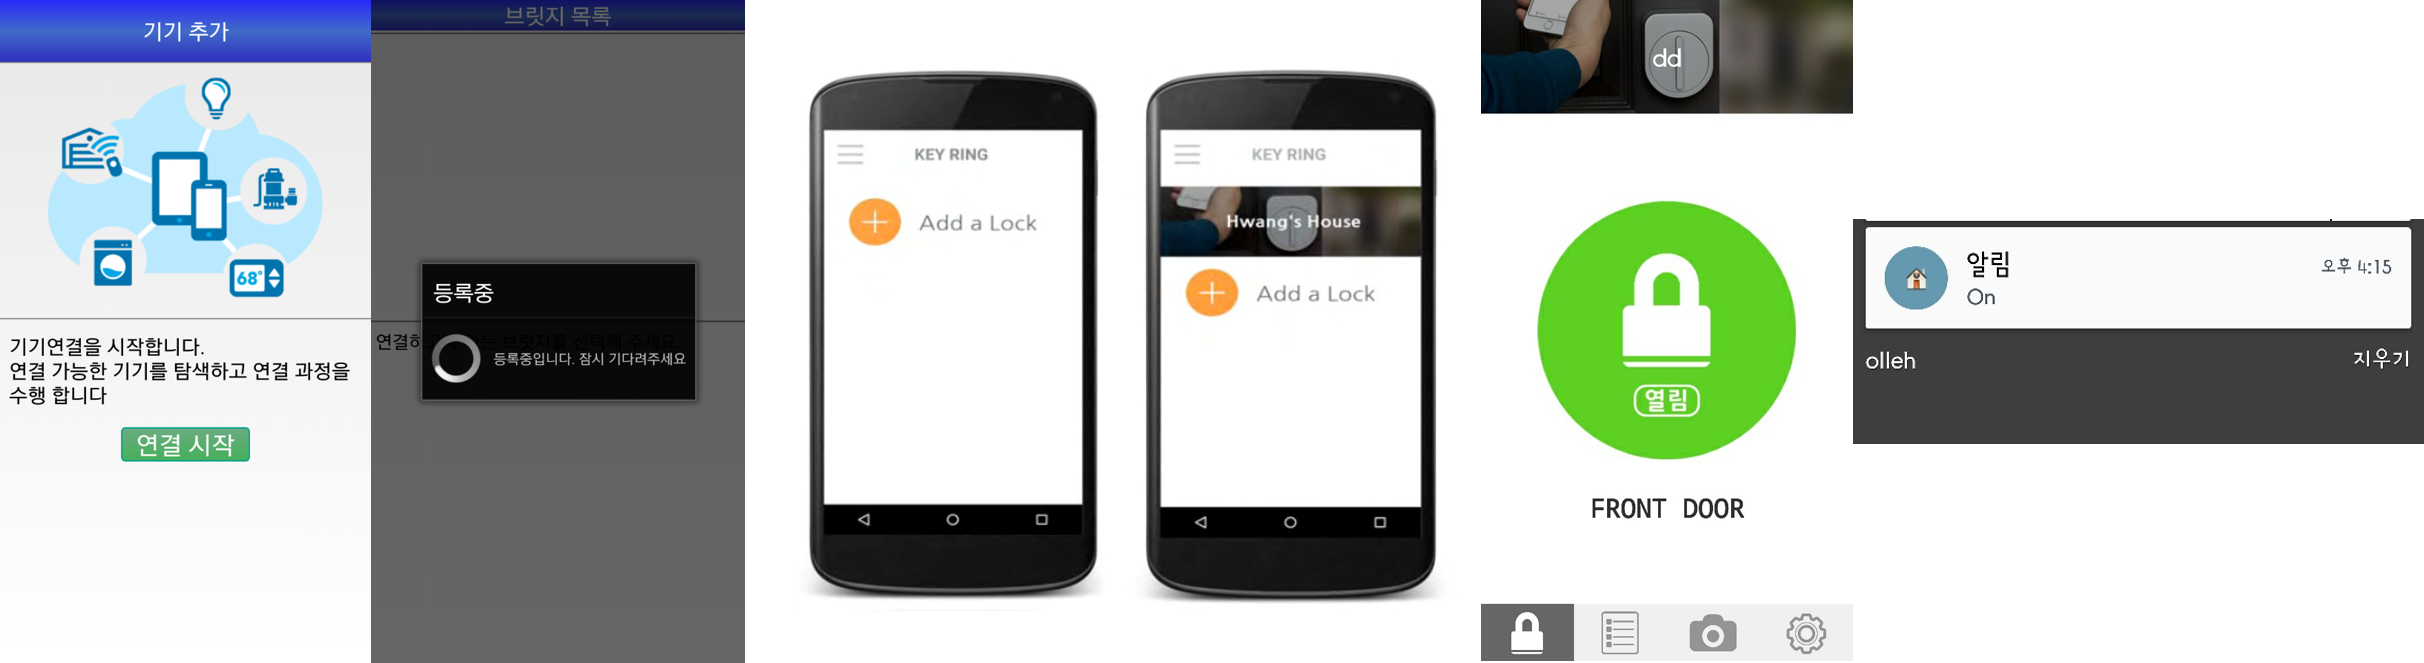 기기 추가
68°
기기연결을 시작합니다.
연결 가능한 기기를 탐색하고 연결 과정을
수행 합니다
연결 시작
브릿지 목록
등록중
연결하 는 브릿지를 선택해 주세요
등록중입니다. 잠시 기다려주세요
KEY RING
Add a Lock
KEY RING
Hwang's House
Add a Lock
dd
열림
FRONT DOOR
알림
오후 4:15
On
olleh
지우기